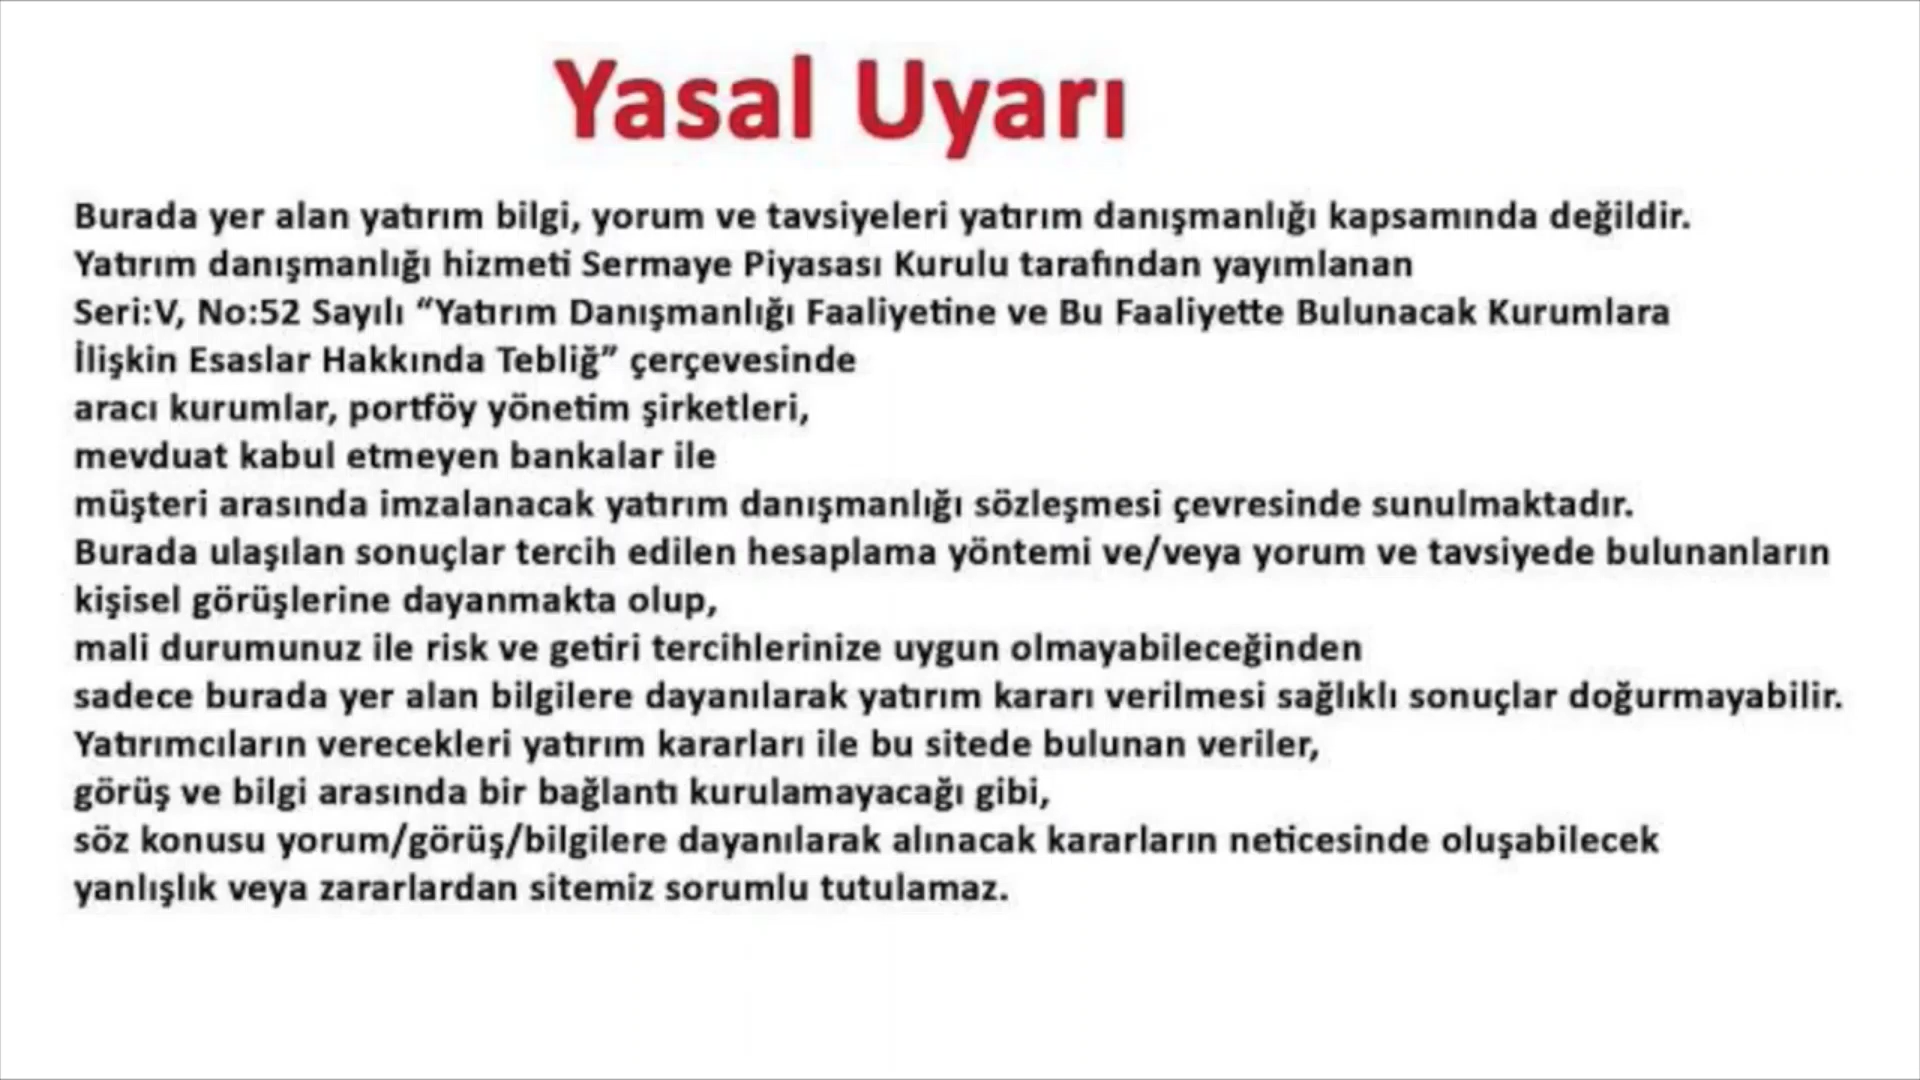 Yasal Uyarı
Burada yer alan yatırım bilgi, yorum ve tavsiyeleri yatırım danışmanlığı kapsamında değildir.
Yatırım danışmanlığı hizmeti Sermaye Piyasası Kurulu tarafından yayımlanan
Seri:V, No:52 Sayılı “Yatırım Danışmanlığı Faaliyetine ve Bu Faaliyette Bulunacak Kurumlara
İlişkin Esaslar Hakkında Tebliğ” çerçevesinde
aracı kurumlar, portföy yönetim şirketleri,
mevduat kabul etmeyen bankalar ile
müşteri arasında imzalanacak yatırım danışmanlığı sözleşmesi çevresinde sunulmaktadır.
Burada ulaşılan sonuçlar tercih edilen hesaplama yöntemi ve/veya yorum ve tavsiyede bulunanların
kişisel görüşlerine dayanmakta olup,
mali durumunuz ile risk ve getiri tercihlerinize uygun olmayabileceğinden
sadece burada yer alan bilgilere dayanılarak yatırım kararı verilmesi sağlıklı sonuçlar doğurmayabilir.
Yatırımcıların verecekleri yatırım kararları ile bu sitede bulunan veriler,
görüş ve bilgi arasında bir bağlantı kurulamayacağı gibi,
söz konusu yorum/görüş/bilgilere dayanılarak alınacak kararların neticesinde oluşabilecek
yanlışlık veya zararlardan sitemiz sorumlu tutulamaz.